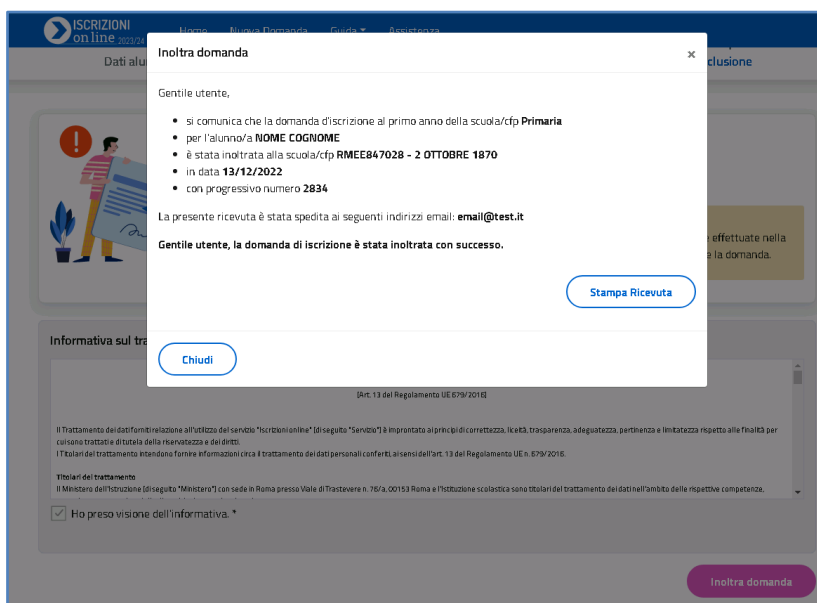 ISCRIZIONI
on line 2023/24
Home Nuova Domanda Guida Assistenza
Dati alu
clusione
Inoltra domanda ×
Gentile utente,
• si comunica che la domanda d'iscrizione al primo anno della scuola/cfp Primaria
• per l'alunno/a NOME COGNOME
• è stata inoltrata alla scuola/cfp RMEE847028 - 2 OTTOBRE 1870
• in data 13/12/2022
• con progressivo numero 2834
La presente ricevuta è stata spedita ai seguenti indirizzi email: email@test.it
Gentile utente, la domanda di iscrizione è stata inoltrata con successo.
effettuate nella
la domanda.
Stampa Ricevuta
Chiudi
Informativa sul tra
[Art. 13 del Regolamento UE 679/2016]
Il Trattamento dei dati forniti relazione all'utilizzo del servizio "Iscrizioni online" (di seguito "Servizio") è improntato ai principi di correttezza, liceità, trasparenza, adeguatezza, pertinenza e limitatezza rispetto alle finalità per
cui sono trattati e di tutela della riservatezza e dei diritti.
I Titolari del trattamento intendono fornire informazioni circa il trattamento dei dati personali conferiti, ai sensi dell'art. 13 del Regolamento UE n. 679/2016.
Titolari del trattamento
Il Ministero dell'Istruzione (di seguito "Ministero") con sede in Roma presso Viale di Trastevere n. 76/a, 00153 Roma e l'Istituzione scolastica sono titolari del trattamento dei dati nell'ambito delle rispettive competenze,
Ho preso visione dell'informativa. *
Inoltra domanda